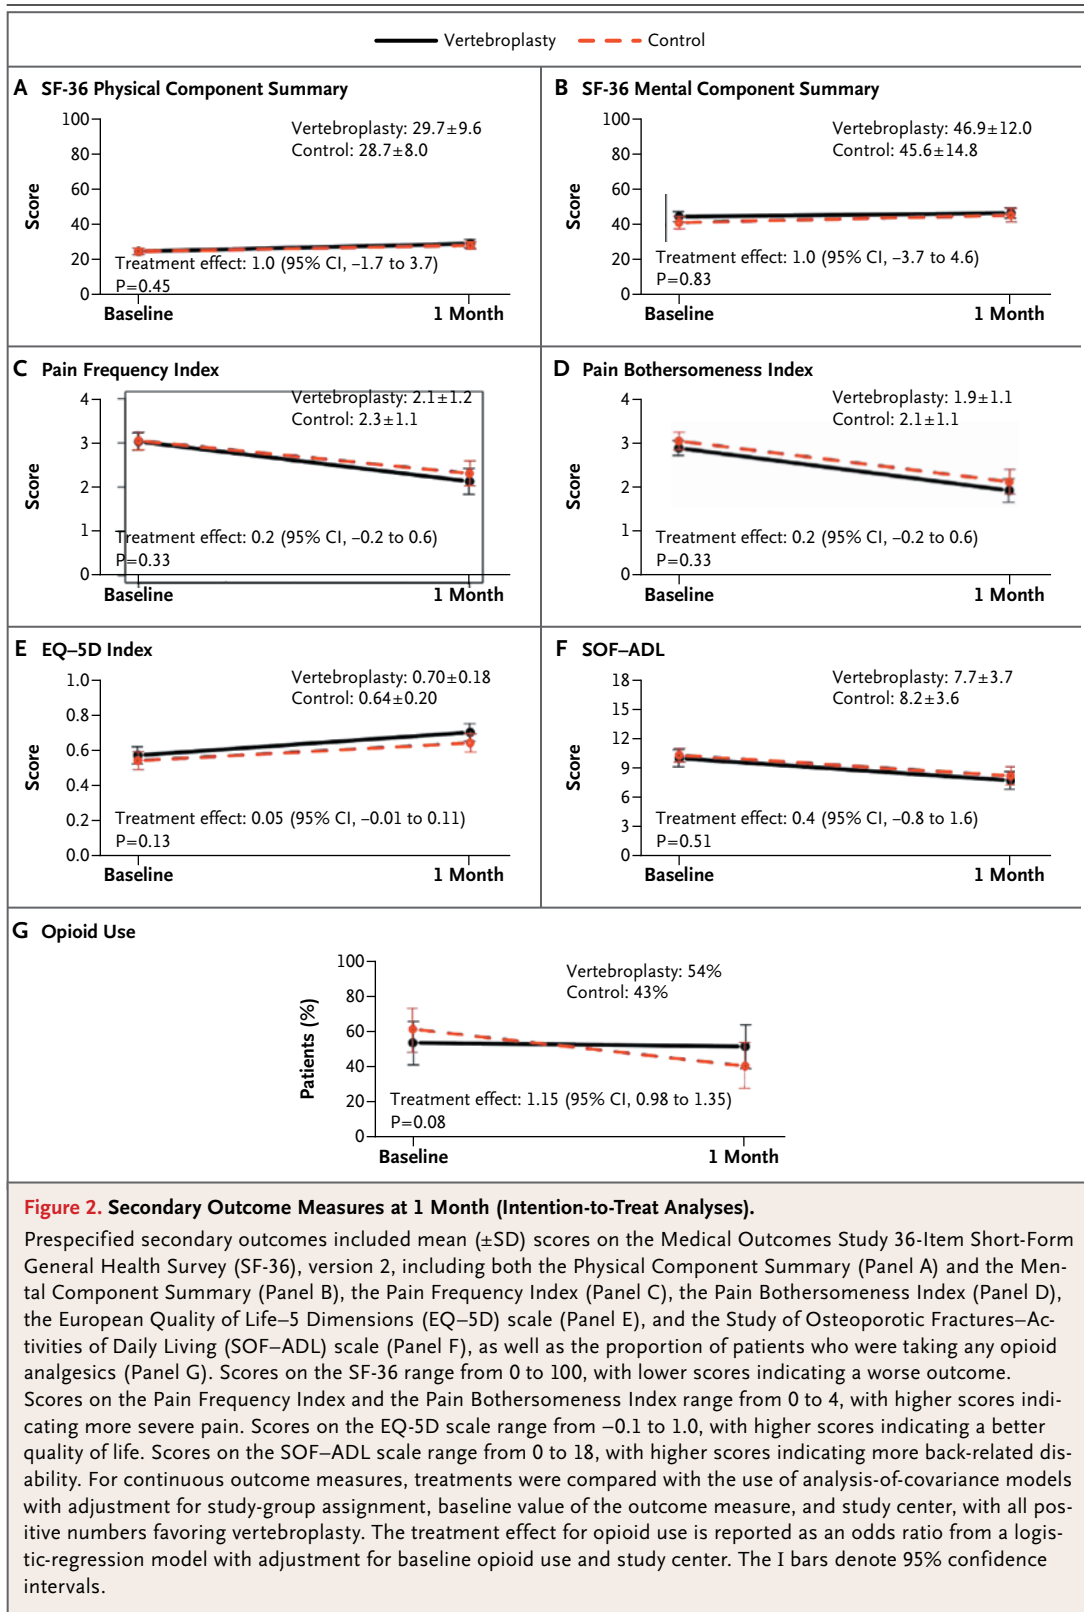 Vertebroplasty Control
A SF-36 Physical Component Summary
100
80
60
40
20
0
Score
Vertebroplasty: 29.7±9.6
Control: 28.7±8.0
Treatment effect: 1.0 (95% CI, –1.7 to 3.7)
P=0.45
Baseline 1 Month
B SF-36 Mental Component Summary
100
80
60
40
20
0
Score
Vertebroplasty: 46.9±12.0
Control: 45.6±14.8
Treatment effect: 1.0 (95% CI, –3.7 to 4.6)
P=0.83
Baseline 1 Month
C Pain Frequency Index
4
3
2
1
0
Score
Vertebroplasty: 2.1±1.2
Control: 2.3±1.1
Treatment effect: 0.2 (95% CI, –0.2 to 0.6)
P=0.33
Baseline 1 Month
D Pain Bothersomeness Index
4
3
2
1
0
Score
Vertebroplasty: 1.9±1.1
Control: 2.1±1.1
Treatment effect: 0.2 (95% CI, –0.2 to 0.6)
P=0.33
Baseline 1 Month
E EQ–5D Index
1.0
0.8
0.6
0.4
0.2
0.0
Score
Vertebroplasty: 0.70±0.18
Control: 0.64±0.20
Treatment effect: 0.05 (95% CI, –0.01 to 0.11)
P=0.13
Baseline 1 Month
F SOF–ADL
18
15
12
9
6
3
0
Score
Vertebroplasty: 7.7±3.7
Control: 8.2±3.6
Treatment effect: 0.4 (95% CI, –0.8 to 1.6)
P=0.51
Baseline 1 Month
G Opioid Use
100
80
60
40
20
0
Patients (%)
Vertebroplasty: 54%
Control: 43%
Treatment effect: 1.15 (95% CI, 0.98 to 1.35)
P=0.08
Baseline 1 Month
Figure 2. Secondary Outcome Measures at 1 Month (Intention-to-Treat Analyses).
Prespecified secondary outcomes included mean (±SD) scores on the Medical Outcomes Study 36-Item Short-Form
General Health Survey (SF-36), version 2, including both the Physical Component Summary (Panel A) and the Men-
tal Component Summary (Panel B), the Pain Frequency Index (Panel C), the Pain Bothersomeness Index (Panel D),
the European Quality of Life–5 Dimensions (EQ–5D) scale (Panel E), and the Study of Osteoporotic Fractures–Ac-
tivities of Daily Living (SOF–ADL) scale (Panel F), as well as the proportion of patients who were taking any opioid
analgesics (Panel G). Scores on the SF-36 range from 0 to 100, with lower scores indicating a worse outcome.
Scores on the Pain Frequency Index and the Pain Bothersomeness Index range from 0 to 4, with higher scores indi-
cating more severe pain. Scores on the EQ-5D scale range from –0.1 to 1.0, with higher scores indicating a better
quality of life. Scores on the SOF–ADL scale range from 0 to 18, with higher scores indicating more back-related dis-
ability. For continuous outcome measures, treatments were compared with the use of analysis-of-covariance models
with adjustment for study-group assignment, baseline value of the outcome measure, and study center, with all pos-
itive numbers favoring vertebroplasty. The treatment effect for opioid use is reported as an odds ratio from a logis-
tic-regression model with adjustment for baseline opioid use and study center. The I bars denote 95% confidence
intervals.